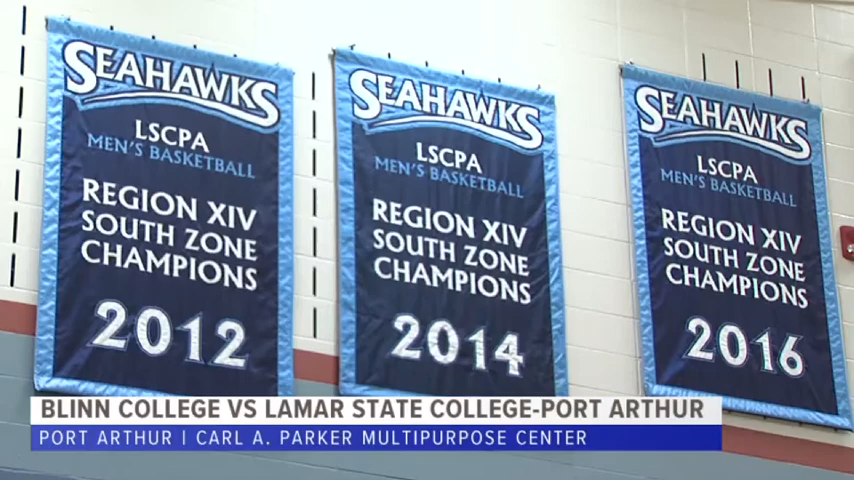 SEAHAWKS
LSCPA
MEN'S BASKETBALL
REGION XIV
SOUTH ZONE
CHAMPIONS
2012
SEAHAWKS
LSCPA
MEN'S BASKETBALL
REGION XIV
SOUTH ZONE
CHAMPIONS
2014
SEAHAWKS
LSCPA
MEN'S BASKETBALL
REGION XIV
SOUTH ZONE
CHAMPIONS
2016
BLINN COLLEGE VS LAMAR STATE COLLEGE-PORT ARTHUR
PORT ARTHUR | CARL A. PARKER MULTIPURPOSE CENTER